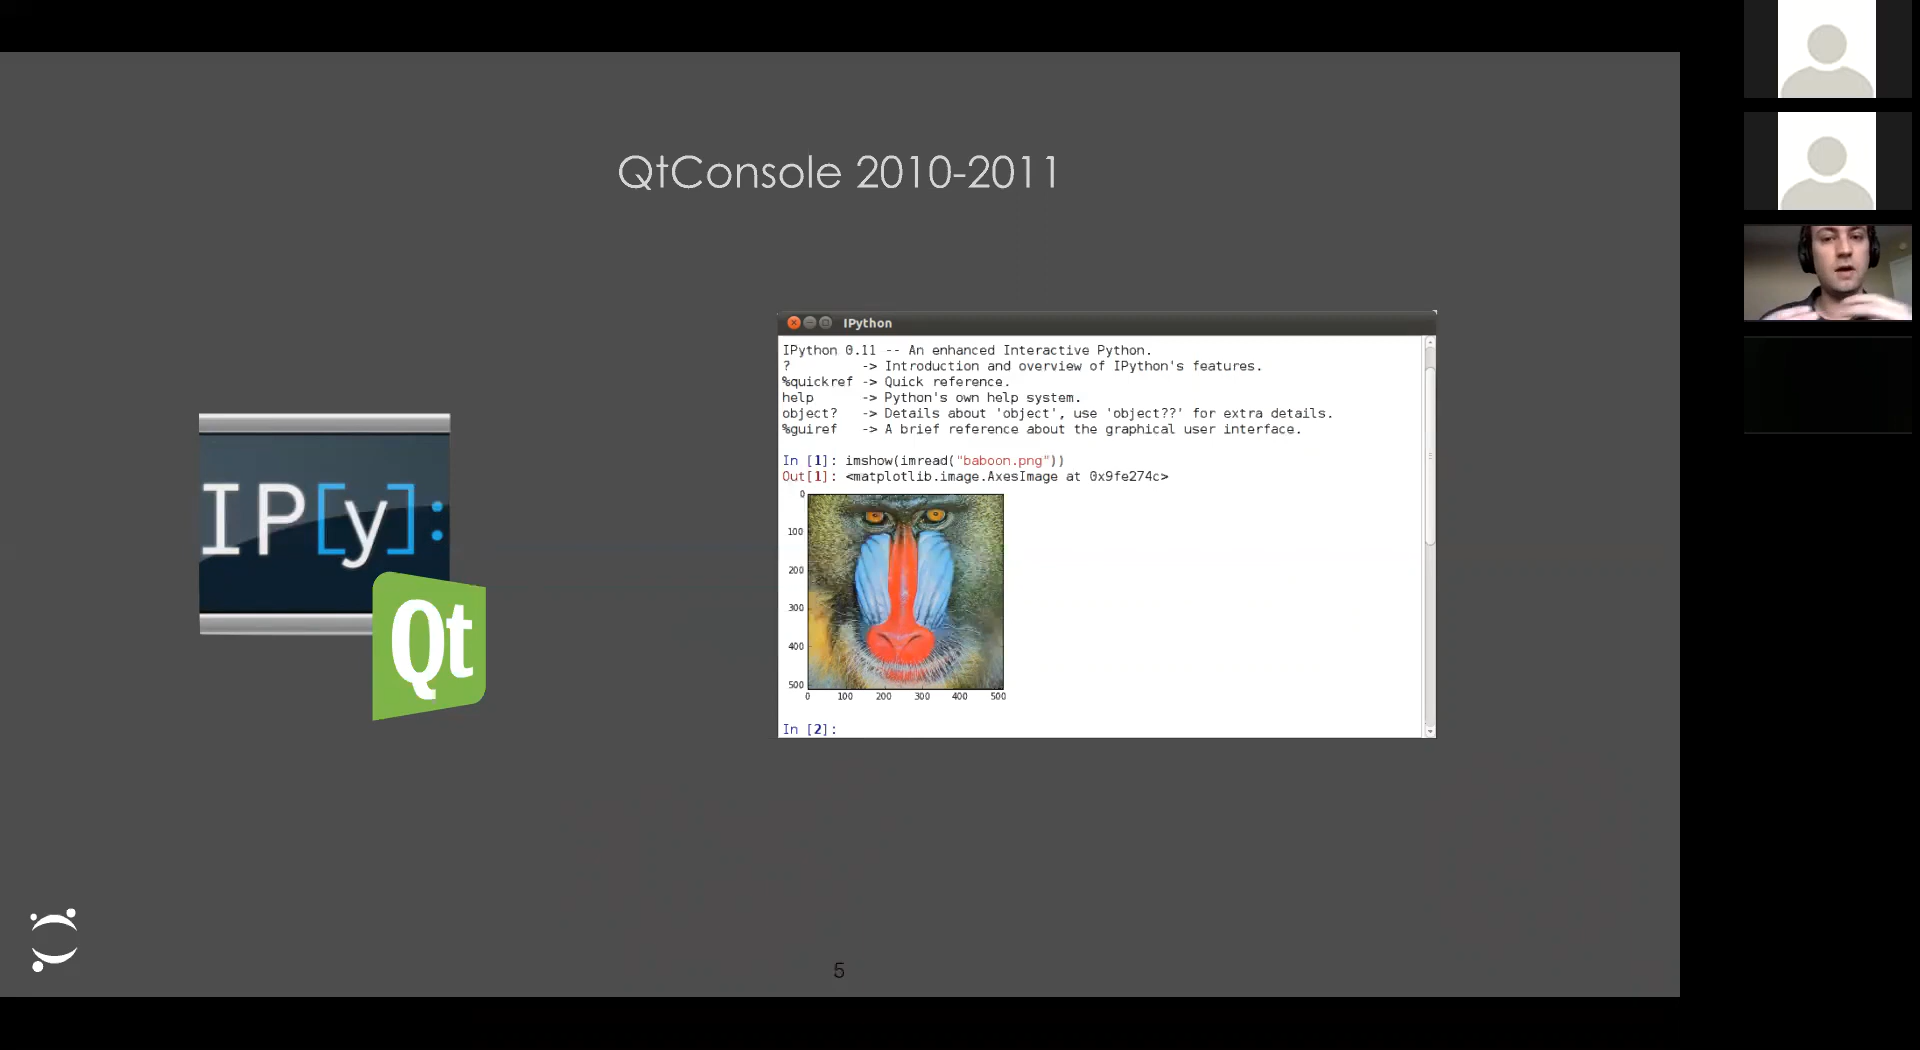 QtConsole 2010-2011
IP[y]:
Qt
IPython
IPython 0.11 -- An enhanced Interactive Python.
? -> Introduction and overview of IPython's features.
%quickref -> Quick reference.
help -> Python's own help system.
object? -> Details about 'object', use 'object??' for extra details.
%guiref -> A brief reference about the graphical user interface.
In [1]: imshow(imread("baboon.png"))
Out[1]: <matplotlib.image.AxesImage at 0x9fe274c>
0
100
200
300
400
500
0 100 200 300 400 500
In [2]:
5